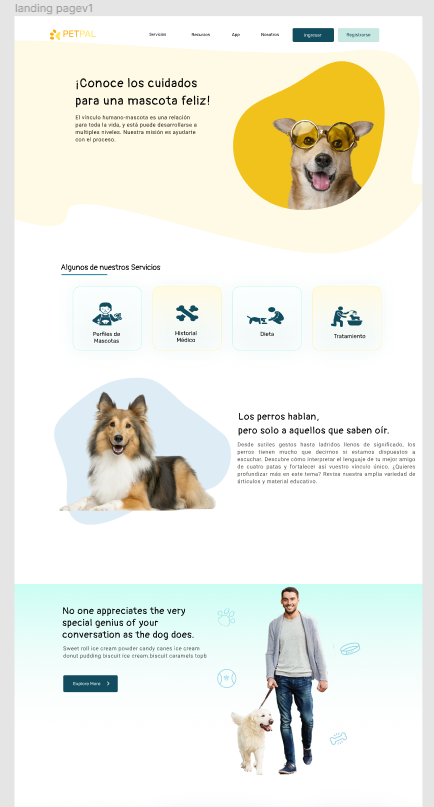 landing pagev1
PETPAL
Servicios
Recursos
App
Nosotros
Ingresar
Registrarse
¡Conoce los cuidados
para una mascota feliz!
El vínculo humano-mascota es una relación
para toda la vida, y está puede desarrollarse a
multiples niveles. Nuestra misión es ayudarte
con el proceso.
Algunos de nuestros Servicios
Perfiles de
Mascotas
Historial
Médico
Dieta
Tratamiento
Los perros hablan,
pero solo a aquellos que saben oír.
Desde sutiles gestos hasta ladridos llenos de significado, los
perros tienen mucho que decirnos si estamos dispuestos a
escuchar. Descubre cómo interpretar el lenguaje de tu mejor amigo
de cuatro patas y fortalecer así vuestro vínculo único. ¿Quieres
profundizar más en este tema? Revisa nuestra amplia variedad de
artículos y material educativo.
No one appreciates the very
special genius of your
conversation as the dog does.
Sweet roll ice cream powder candy canes ice cream
donut pudding biscuit ice cream.biscuit caramels topb
Explore More